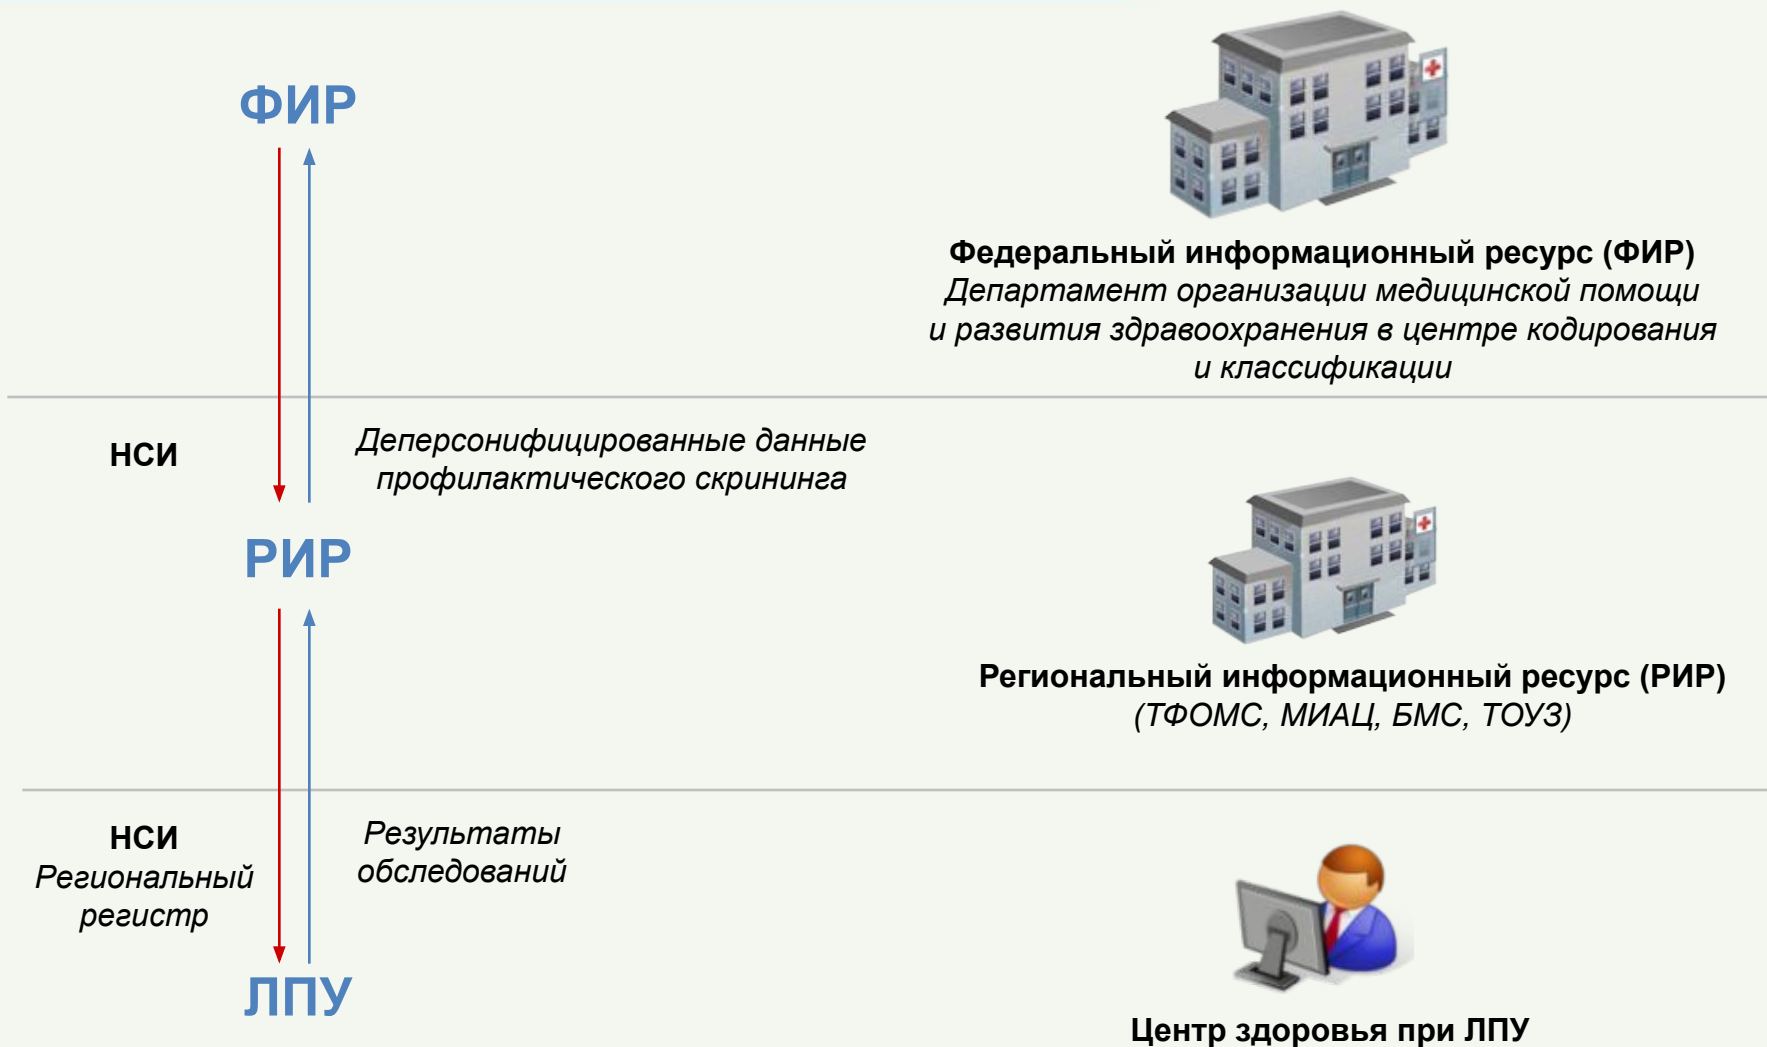 ФИР
Федеральный информационный ресурс (ФИР)
Департамент организации медицинской помощи
и развития здравоохранения в центре кодирования
и классификации
НСИ
Деперсонифицированные данные
профилактического скрининга
РИР
Региональный информационный ресурс (РИР)
(ТФОМС, МИАЦ, БМС, ТОУЗ)
НСИ
Региональный
регистр
Результаты
обследований
ЛПУ
Центр здоровья при ЛПУ